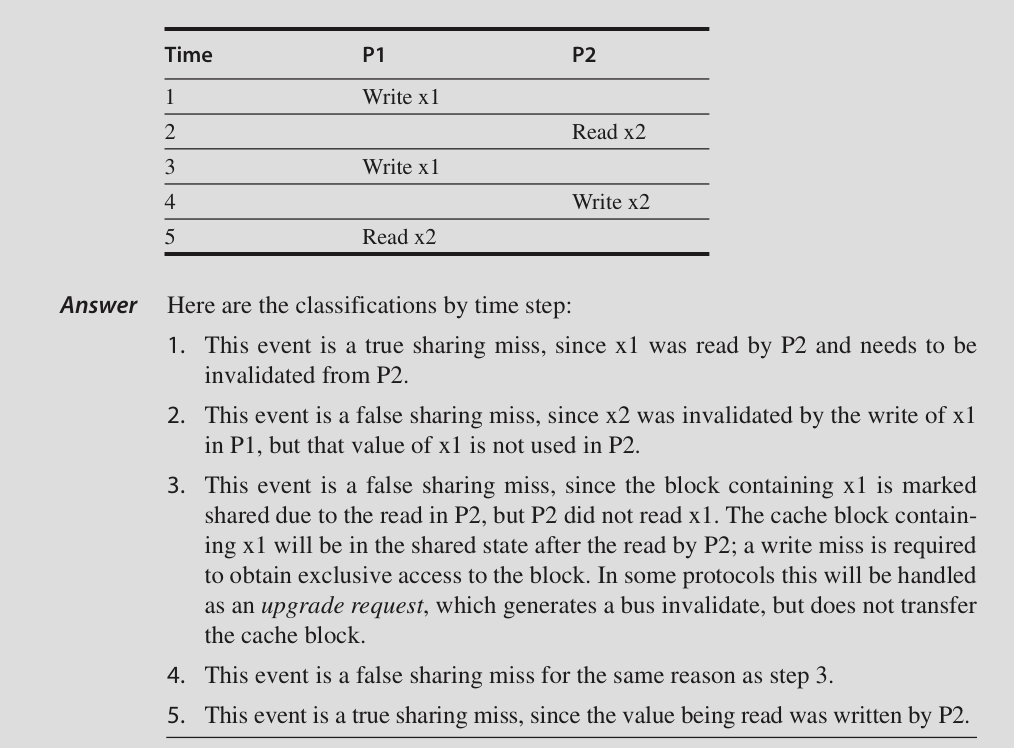 Time P1 P2
1 Write x1
2 Read x2
3 Write x1
4 Write x2
5 Read x2
Answer Here are the classifications by time step:
1. This event is a true sharing miss, since x1 was read by P2 and needs to be
invalidated from P2.
2. This event is a false sharing miss, since x2 was invalidated by the write of x1
in P1, but that value of x1 is not used in P2.
3. This event is a false sharing miss, since the block containing x1 is marked
shared due to the read in P2, but P2 did not read x1. The cache block contain-
ing x1 will be in the shared state after the read by P2; a write miss is required
to obtain exclusive access to the block. In some protocols this will be handled
as an upgrade request, which generates a bus invalidate, but does not transfer
the cache block.
4. This event is a false sharing miss for the same reason as step 3.
5. This event is a true sharing miss, since the value being read was written by P2.